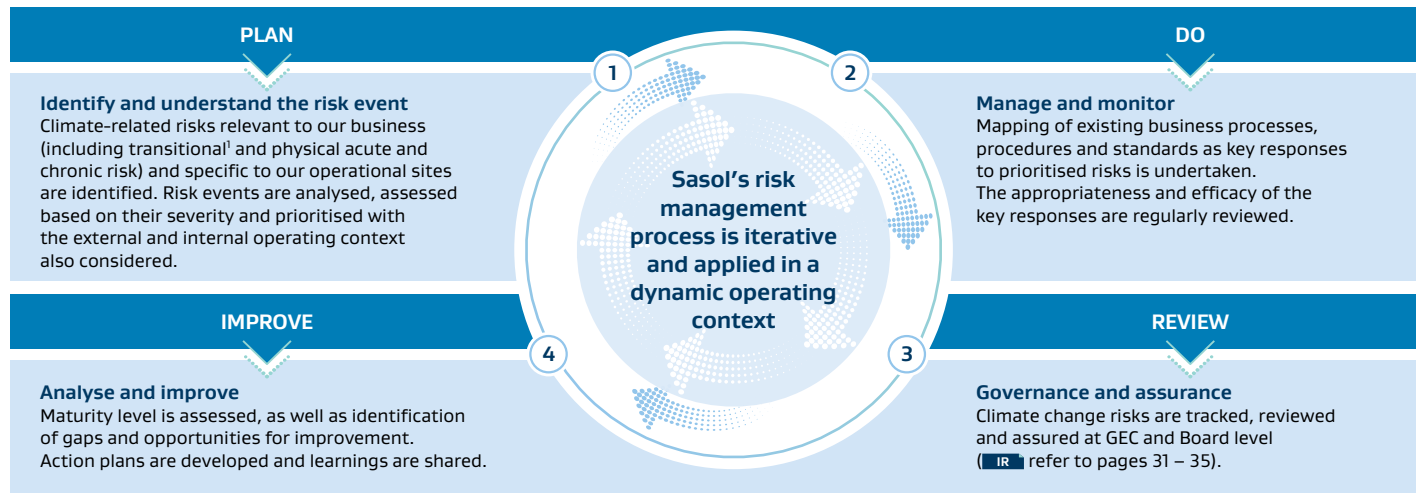 PLAN
Identify and understand the risk event
Climate-related risks relevant to our business
(including transitional¹ and physical acute and
chronic risk) and specific to our operational sites
are identified. Risk events are analysed, assessed
based on their severity and prioritised with
the external and internal operating context
also considered.
1
2
DO
Manage and monitor
Mapping of existing business processes,
procedures and standards as key responses
to prioritised risks is undertaken.
The appropriateness and efficacy of the
key responses are regularly reviewed.
Sasol's risk
management
process is iterative
and applied in a
dynamic operating
context
3
REVIEW
Governance and assurance
Climate change risks are tracked, reviewed
and assured at GEC and Board level
( IR refer to pages 31 – 35).
4
IMPROVE
Analyse and improve
Maturity level is assessed, as well as identification
of gaps and opportunities for improvement.
Action plans are developed and learnings are shared.